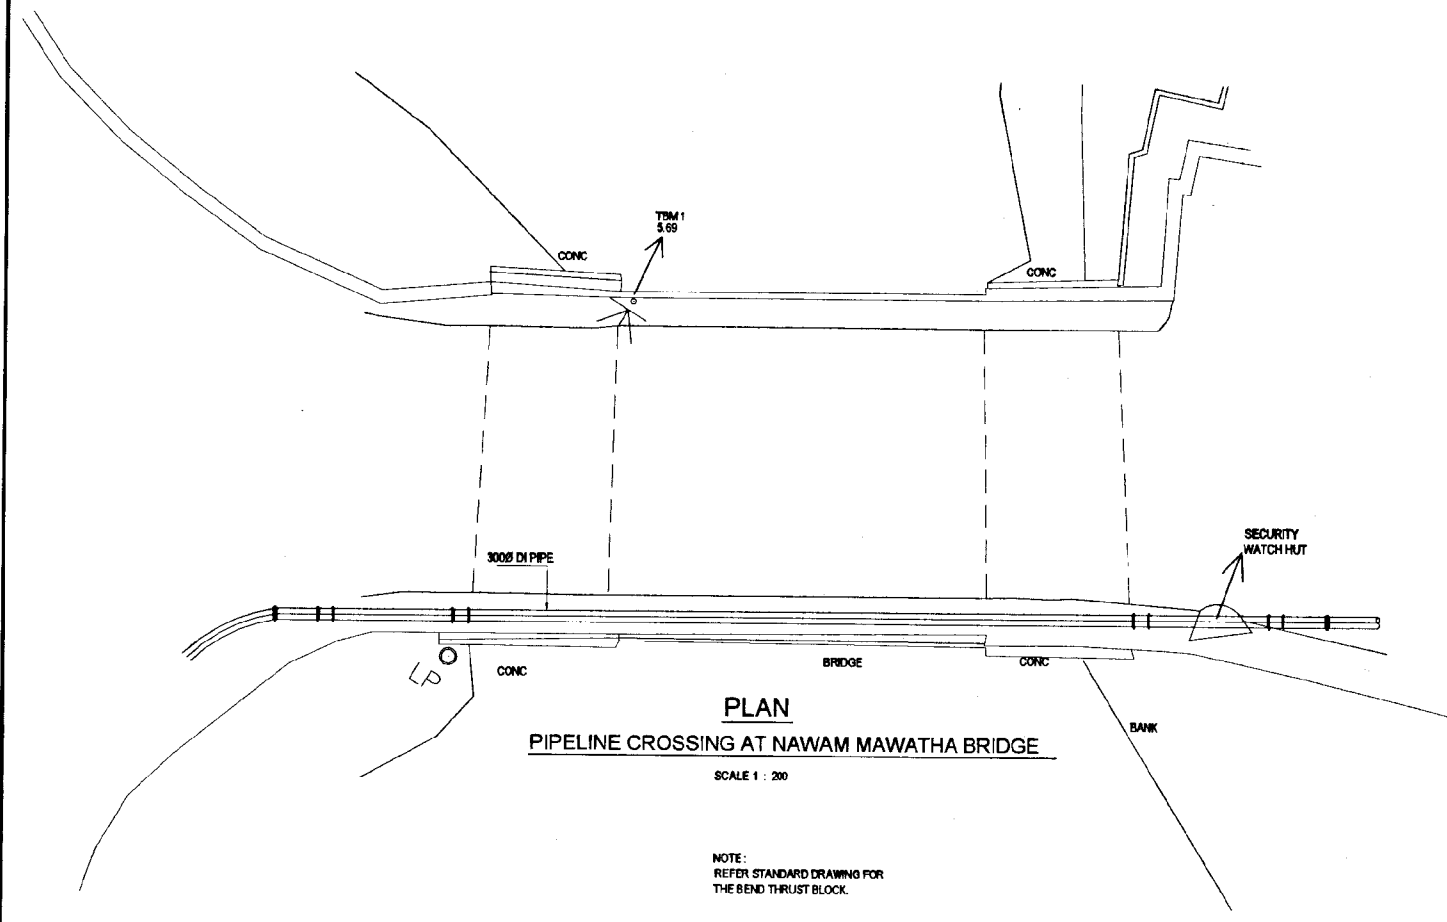 TBM 1
5.69
CONC
CONC
SECURITY
WATCH HUT
300Ø DI PIPE
LP
CONC
BRIDGE
CONC
PLAN
BANK
PIPELINE CROSSING AT NAWAM MAWATHA BRIDGE
SCALE 1 : 200
NOTE :
REFER STANDARD DRAWING FOR
THE BEND THRUST BLOCK.